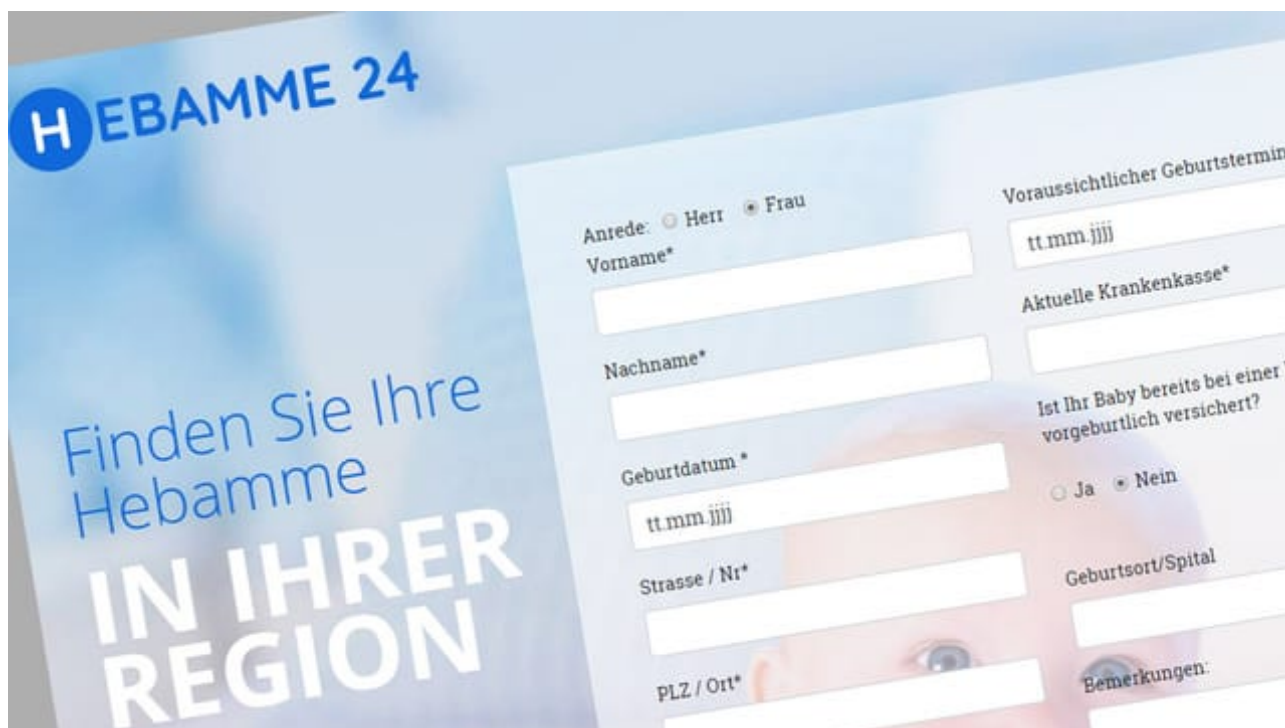 HEBAMME 24
Finden Sie Ihre
Hebamme
IN IHRER
REGION
Anrede: Herr Frau
Vorname*
Nachname*
Geburtdatum *
tt.mm.jjjj
Strasse / Nr*
PLZ / Ort*
Voraussichtlicher Geburtstermin
tt.mm.jjjj
Aktuelle Krankenkasse*
Ist Ihr Baby bereits bei einer
vorgeburtlich versichert?
Ja Nein
Geburtsort/Spital
Bemerkungen: